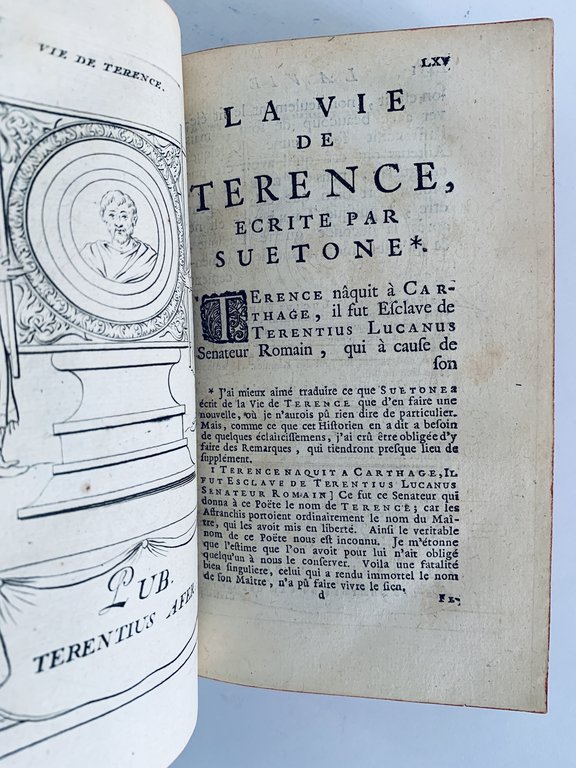 VIE DE TERENCE.
PUB.
TERENTIUS AFER
LXV
LA VIE
DE
TERENCE,
ECRITE PAR
SUETONE*.
TERENCE nâquit à CAR-
THAGE, il fut Eſclave de
TERENTIUS LUCANUS
Senateur Romain, qui à cauſe de
ſon
* J'ai mieux aimé traduire ce que SUETONE a
écrit de la Vie de TERENCE que d'en faire une
nouvelle, où je n'aurois pû rien dire de particulier.
Mais, comme ce que cet Hiſtorien en a dit a beſoin
de quelques éclairciſſemens, j'ai crû être obligée d'y
faire des Remarques, qui tiendront preſque lieu de
ſupplément.
1 TERENCE NAQUIT A CARTHAGE, IL
FUT ESCLAVE DE TERENTIUS LUCANUS
SENATEUR ROMAIN] Ce fut ce Senateur qui
donna à ce Poëte le nom de TERENCE; car les
Affranchis portoient ordinairement le nom du Maî-
tre, qui les avoit mis en liberté. Ainſi le veritable
nom de ce Poëte nous eſt inconnu. Je m'étonne
que l'eſtime que l'on avoit pour lui n'ait obligé
quelqu'un à nous le conſerver. Voila une fatalité
bien ſinguliere, celui qui a rendu immortel le nom
de ſon Maître, n'a pû faire vivre le ſien.
d
FE-